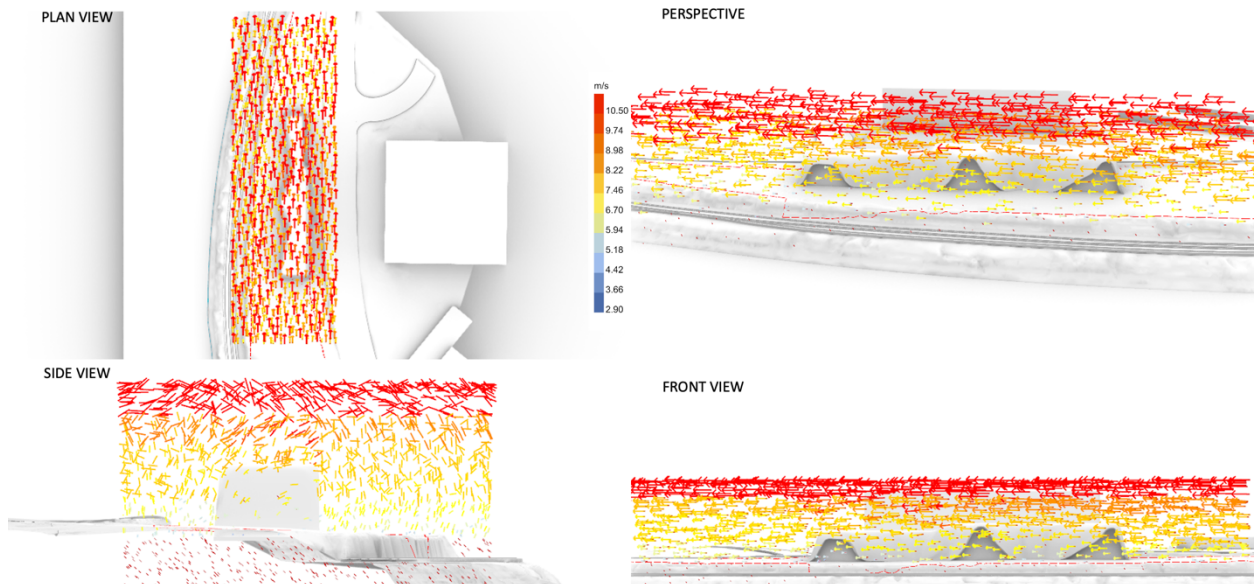 PLAN VIEW
PERSPECTIVE
m/s
10.50
9.74
8.98
8.22
7.46
6.70
5.94
5.18
4.42
3.66
2.90
SIDE VIEW
FRONT VIEW